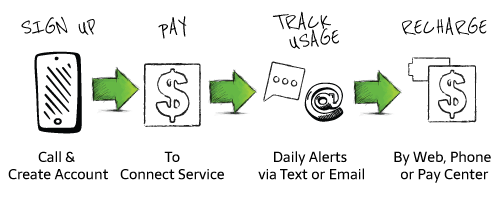 SIGN UP
PAY
TRACK
USAGE
RECHARGE
$
...
@
$
Call &
Create Account
To
Connect Service
Daily Alerts
via Text or Email
By Web, Phone
or Pay Center